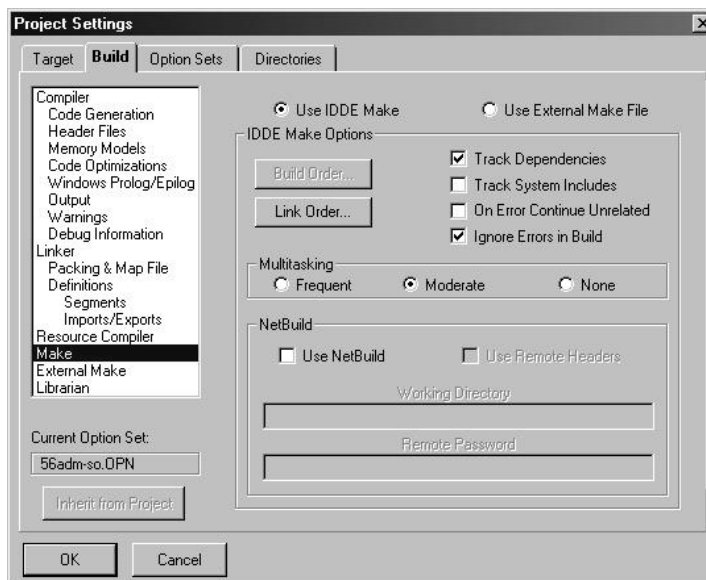 Project Settings
Target Build Option Sets Directories
Compiler
Code Generation
Header Files
Memory Models
Code Optimizations
Windows Prolog/Epilog
Output
Warnings
Debug Information
Linker
Packing & Map File
Definitions
Segments
Imports/Exports
Resource Compiler
Make
External Make
Librarian
Current Option Set:
56adm-so.OPN
Inherit from Project
Use IDDE Make Use External Make File
IDDE Make Options
Build Order...
Link Order...
Track Dependencies
Track System Includes
On Error Continue Unrelated
Ignore Errors in Build
Multitasking
Frequent Moderate None
NetBuild
Use NetBuild Use Remote Headers
Working Directory
Remote Password
OK Cancel